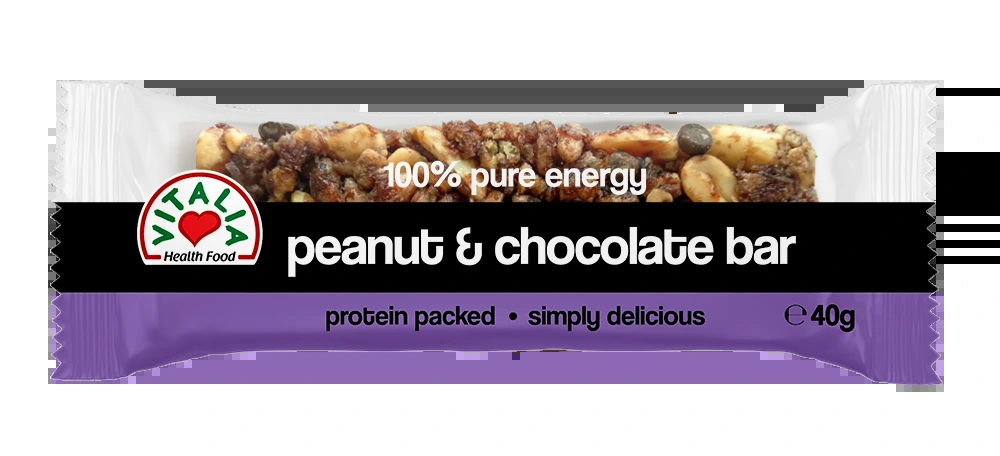 100% pure energy
VITALIA
Health Food
peanut & chocolate bar
protein packed • simply delicious
℮ 40g